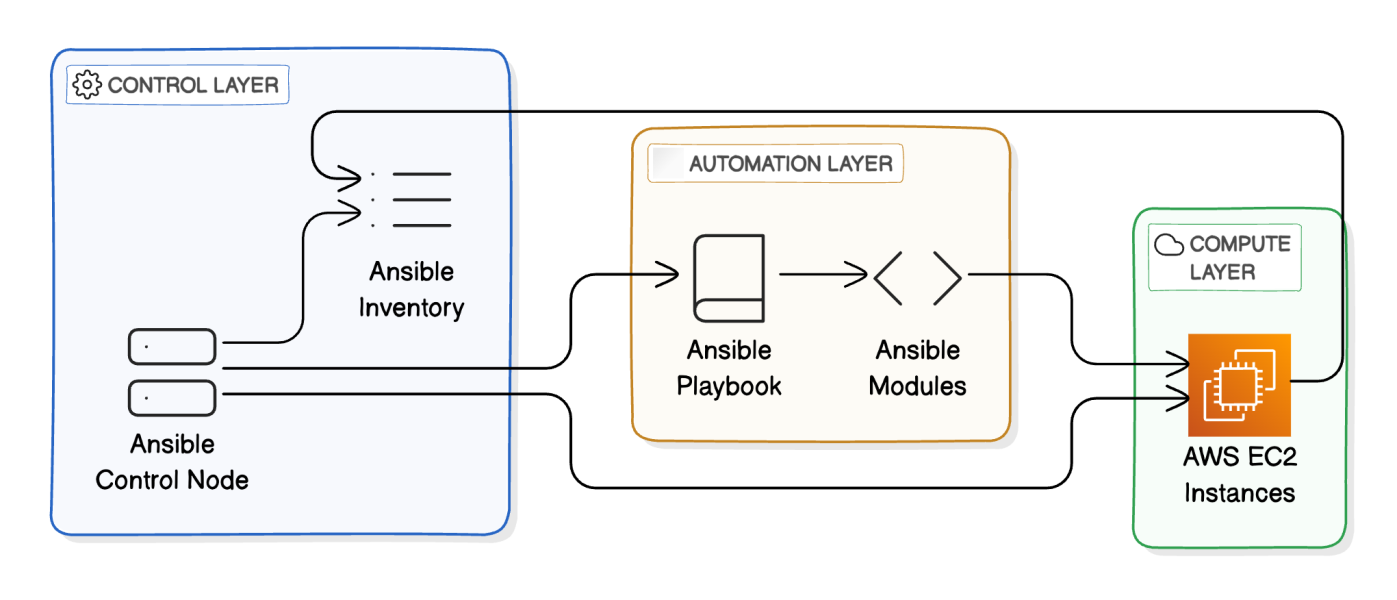 CONTROL LAYER
Ansible
Inventory
Ansible
Control Node
AUTOMATION LAYER
Ansible
Playbook
Ansible
Modules
COMPUTE
LAYER
AWS EC2
Instances